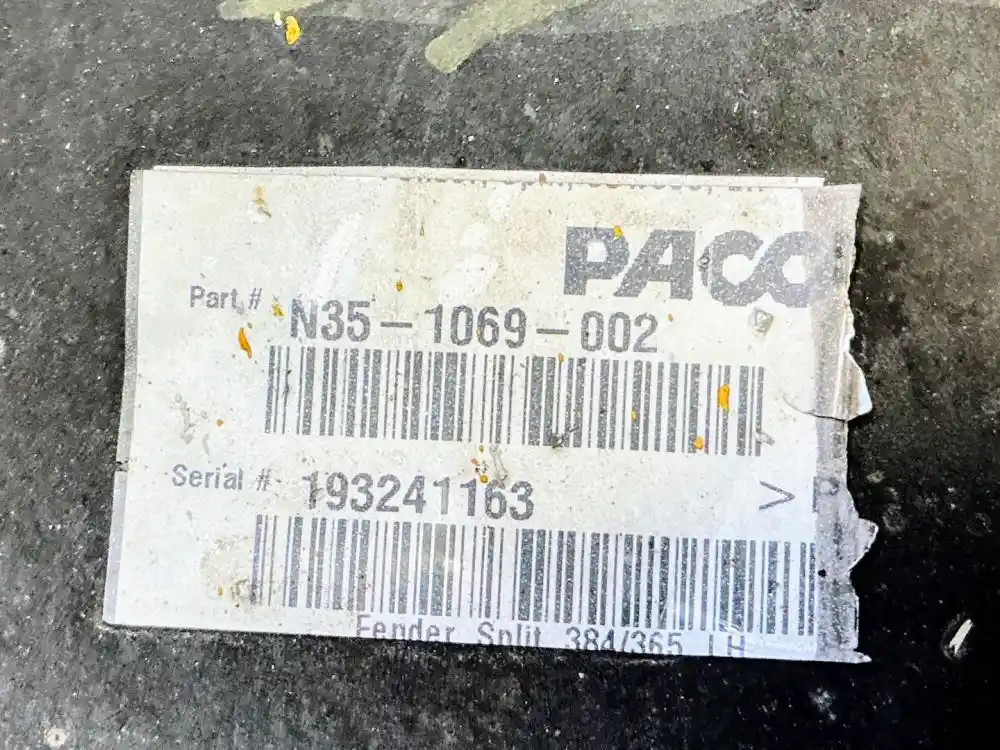 PACC
Part # N35-1069-002
Serial # 193241163
V
Fender Split 384/365 LH